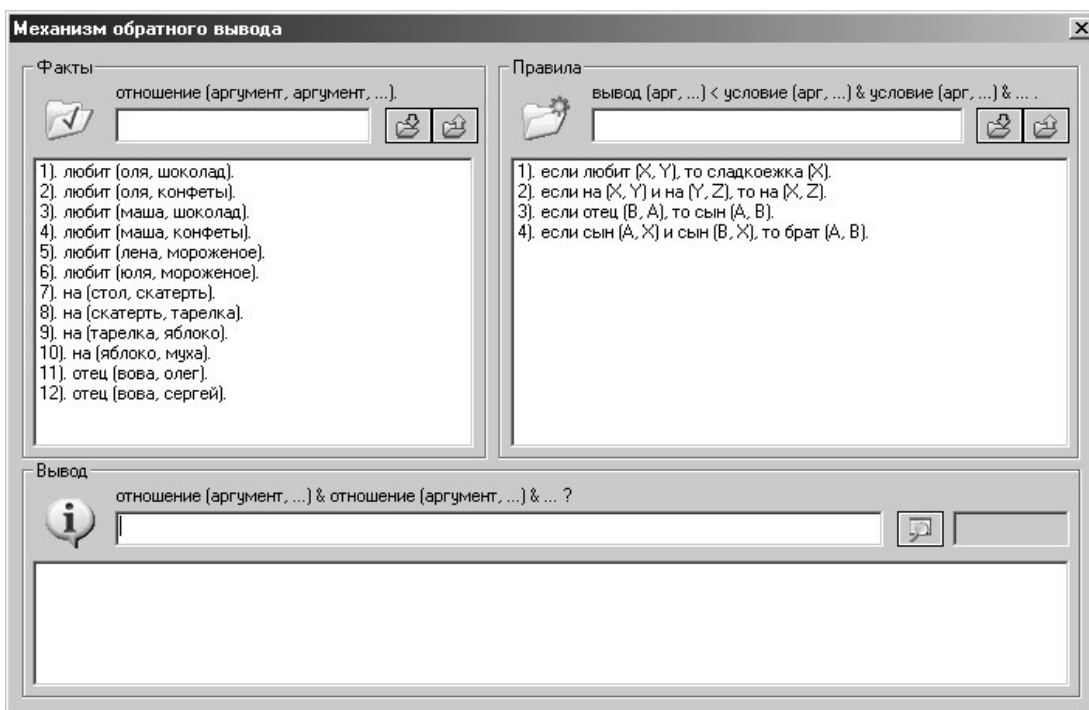 Механизм обратного вывода
Факты
отношение (аргумент, аргумент, ...).
1). любит (оля, шоколад).
2). любит (оля, конфеты).
3). любит (маша, шоколад).
4). любит (маша, конфеты).
5). любит (лена, мороженое).
6). любит (юля, мороженое).
7). на (стол, скатерть).
8). на (скатерть, тарелка).
9). на (тарелка, яблоко).
10). на (яблоко, муха).
11). отец (вова, олег).
12). отец (вова, сергей).
Правила
вывод (арг, ...) < условие (арг, ...) & условие (арг, ...) & ... .
1). если любит (X, Y), то сладкоежка (X).
2). если на (X, Y) и на (Y, Z), то на (X, Z).
3). если отец (B, A), то сын (A, B).
4). если сын (A, X) и сын (B, X), то брат (A, B).
Вывод
отношение (аргумент, ...) & отношение (аргумент, ...) & ... ?